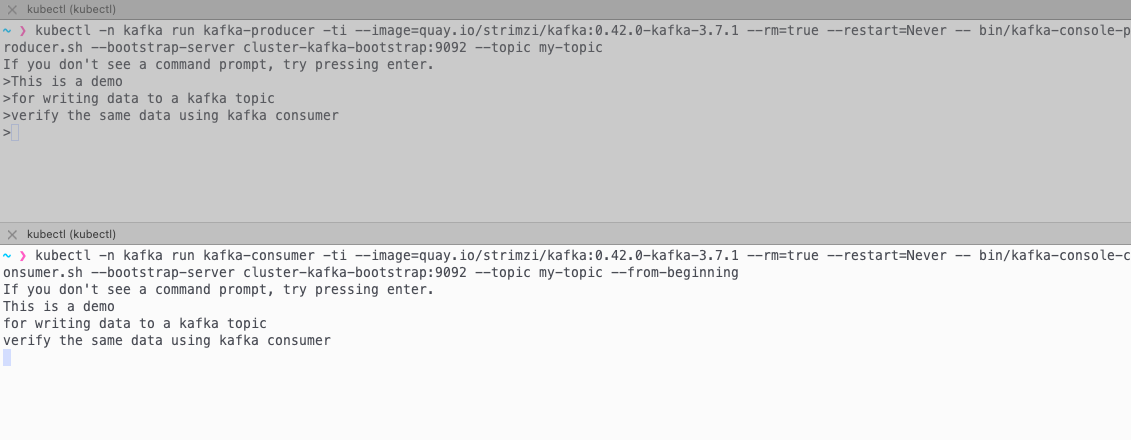 kubectl (kubectl)
~ ❯ kubectl -n kafka run kafka-producer -ti --image=quay.io/strimzi/kafka:0.42.0-kafka-3.7.1 --rm=true --restart=Never -- bin/kafka-console-p
roducer.sh --bootstrap-server cluster-kafka-bootstrap:9092 --topic my-topic
If you don't see a command prompt, try pressing enter.
>This is a demo
>for writing data to a kafka topic
>verify the same data using kafka consumer
>
kubectl (kubectl)
~ ❯ kubectl -n kafka run kafka-consumer -ti --image=quay.io/strimzi/kafka:0.42.0-kafka-3.7.1 --rm=true --restart=Never -- bin/kafka-console-c
onsumer.sh --bootstrap-server cluster-kafka-bootstrap:9092 --topic my-topic --from-beginning
If you don't see a command prompt, try pressing enter.
This is a demo
for writing data to a kafka topic
verify the same data using kafka consumer